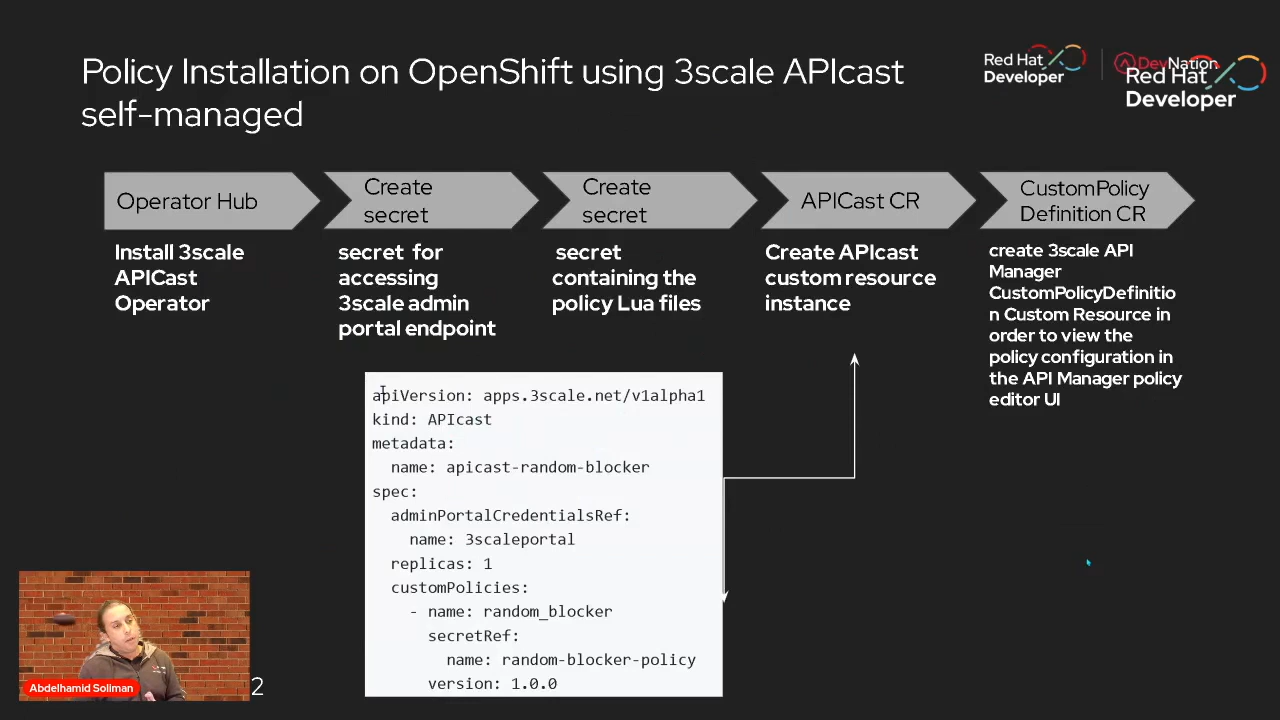 Policy Installation on OpenShift using 3scale APIcast
self-managed
Red Hat
Developer
DevNation
Red Hat
Developer
Operator Hub
Install 3scale
APICast
Operator
Create
secret
secret for
accessing
3scale admin
portal endpoint
Create
secret
secret
containing the
policy Lua files
APICast CR
Create APIcast
custom resource
instance
CustomPolicy
Definition CR
create 3scale API
Manager
CustomPolicyDefinitio
n Custom Resource in
order to view the
policy configuration in
the API Manager policy
editor UI
apiVersion: apps.3scale.net/v1alpha1
kind: APIcast
metadata:
  name: apicast-random-blocker
spec:
  adminPortalCredentialsRef:
    name: 3scaleportal
  replicas: 1
  customPolicies:
    - name: random_blocker
      secretRef:
        name: random-blocker-policy
      version: 1.0.0
Abdelhamid Soliman
2